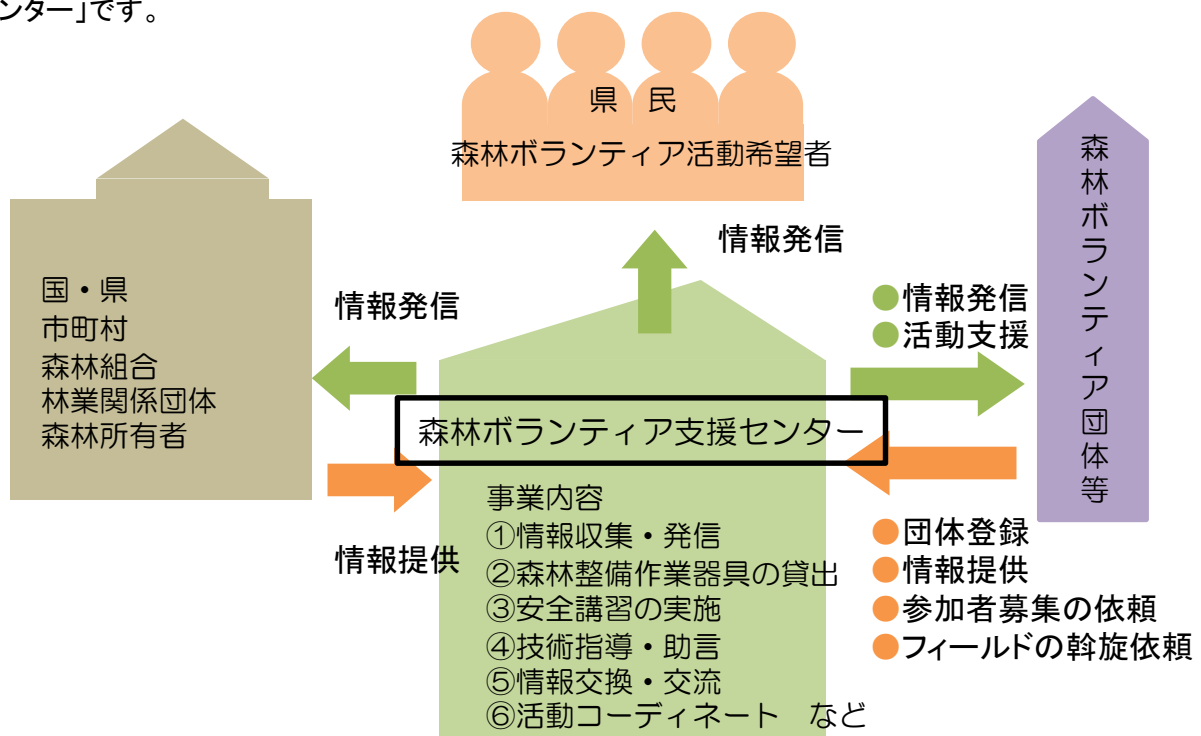 ンター」です。
県　民
森林ボランティア活動希望者
情報発信
国・県
市町村
森林組合
林業関係団体
森林所有者
情報発信
情報提供
森林ボランティア支援センター
事業内容
①情報収集・発信
②森林整備作業器具の貸出
③安全講習の実施
④技術指導・助言
⑤情報交換・交流
⑥活動コーディネート　など
●情報発信
●活動支援
●団体登録
●情報提供
●参加者募集の依頼
●フィールドの斡旋依頼
森林ボランティア団体等